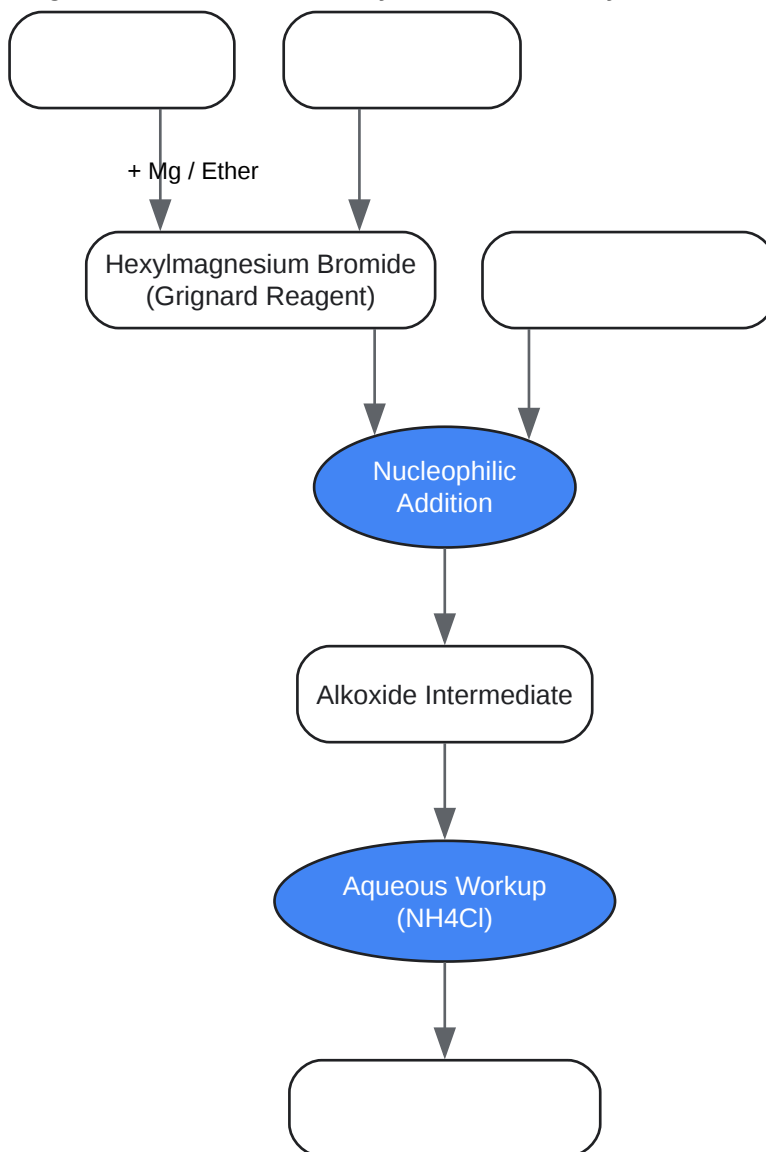 + Mg / Ether
Hexylmagnesium Bromide
(Grignard Reagent)
Nucleophilic
Addition
Alkoxide Intermediate
Aqueous Workup
(NH4Cl)